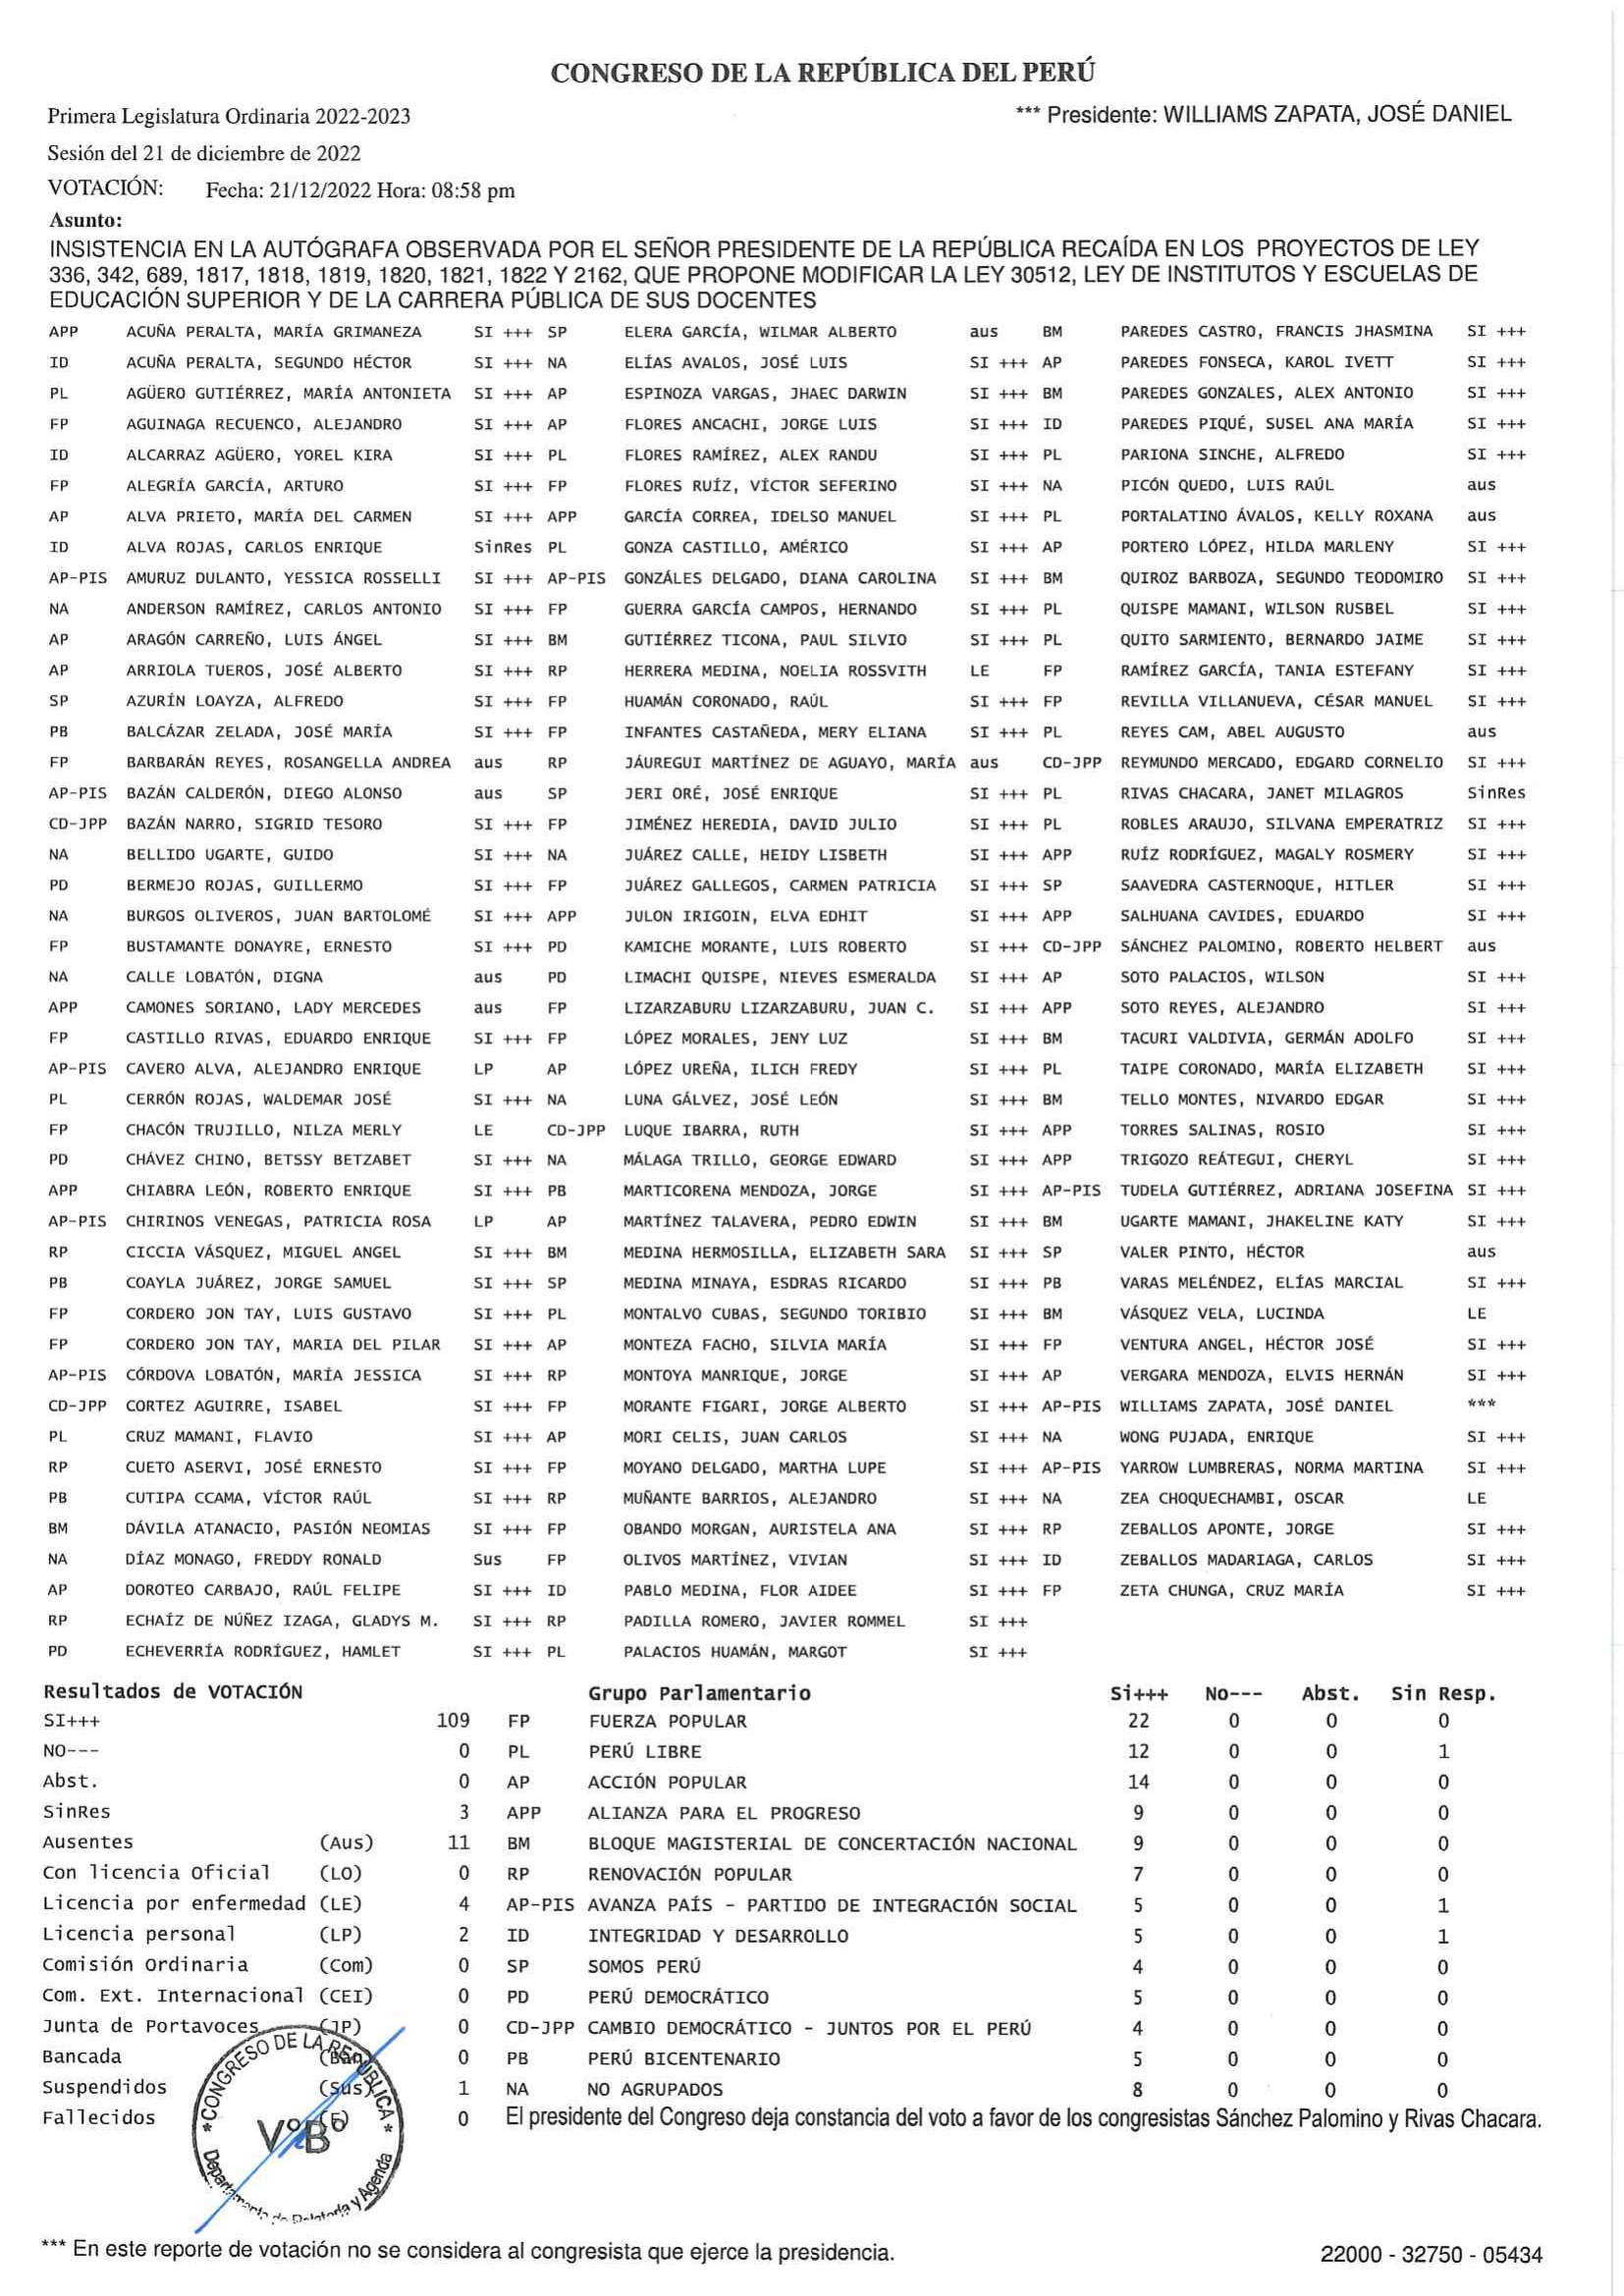 CONGRESO DE LA REPÚBLICA DEL PERÚ
Primera Legislatura Ordinaria 2022-2023 *** Presidente: WILLIAMS ZAPATA, JOSÉ DANIEL
Sesión del 21 de diciembre de 2022
VOTACIÓN: Fecha: 21/12/2022 Hora: 08:58 pm
Asunto:
INSISTENCIA EN LA AUTÓGRAFA OBSERVADA POR EL SEÑOR PRESIDENTE DE LA REPÚBLICA RECAÍDA EN LOS PROYECTOS DE LEY
336, 342, 689, 1817, 1818, 1819, 1820, 1821, 1822 Y 2162, QUE PROPONE MODIFICAR LA LEY 30512, LEY DE INSTITUTOS Y ESCUELAS DE
EDUCACIÓN SUPERIOR Y DE LA CARRERA PÚBLICA DE SUS DOCENTES
APP ACUÑA PERALTA, MARÍA GRIMANEZA SI +++ SP ELERA GARCÍA, WILMAR ALBERTO aus BM PAREDES CASTRO, FRANCIS JHASMINA SI +++
ID ACUÑA PERALTA, SEGUNDO HÉCTOR SI +++ NA ELÍAS AVALOS, JOSÉ LUIS SI +++ AP PAREDES FONSECA, KAROL IVETT SI +++
PL AGÜERO GUTIÉRREZ, MARÍA ANTONIETA SI +++ AP ESPINOZA VARGAS, JHAEC DARWIN SI +++ BM PAREDES GONZALES, ALEX ANTONIO SI +++
FP AGUINAGA RECUENCO, ALEJANDRO SI +++ AP FLORES ANCACHI, JORGE LUIS SI +++ ID PAREDES PIQUÉ, SUSEL ANA MARÍA SI +++
ID ALCARRAZ AGÜERO, YOREL KIRA SI +++ PL FLORES RAMÍREZ, ALEX RANDU SI +++ PL PARIONA SINCHE, ALFREDO SI +++
FP ALEGRÍA GARCÍA, ARTURO SI +++ FP FLORES RUÍZ, VÍCTOR SEFERINO SI +++ NA PICÓN QUEDO, LUIS RAÚL aus
AP ALVA PRIETO, MARÍA DEL CARMEN SI +++ APP GARCÍA CORREA, IDELSO MANUEL SI +++ PL PORTALATINO ÁVALOS, KELLY ROXANA aus
ID ALVA ROJAS, CARLOS ENRIQUE SinRes PL GONZA CASTILLO, AMÉRICO SI +++ AP PORTERO LÓPEZ, HILDA MARLENY SI +++
AP-PIS AMURUZ DULANTO, YESSICA ROSSELLI SI +++ AP-PIS GONZÁLES DELGADO, DIANA CAROLINA SI +++ BM QUIROZ BARBOZA, SEGUNDO TEODOMIRO SI +++
NA ANDERSON RAMÍREZ, CARLOS ANTONIO SI +++ FP GUERRA GARCÍA CAMPOS, HERNANDO SI +++ PL QUISPE MAMANI, WILSON RUSBEL SI +++
AP ARAGÓN CARREÑO, LUIS ÁNGEL SI +++ BM GUTIÉRREZ TICONA, PAUL SILVIO SI +++ PL QUITO SARMIENTO, BERNARDO JAIME SI +++
AP ARRIOLA TUEROS, JOSÉ ALBERTO SI +++ RP HERRERA MEDINA, NOELIA ROSSVITH LE FP RAMÍREZ GARCÍA, TANIA ESTEFANY SI +++
SP AZURÍN LOAYZA, ALFREDO SI +++ FP HUAMÁN CORONADO, RAÚL SI +++ FP REVILLA VILLANUEVA, CÉSAR MANUEL SI +++
PB BALCÁZAR ZELADA, JOSÉ MARÍA SI +++ FP INFANTES CASTAÑEDA, MERY ELIANA SI +++ PL REYES CAM, ABEL AUGUSTO aus
FP BARBARÁN REYES, ROSANGELLA ANDREA aus RP JÁUREGUI MARTÍNEZ DE AGUAYO, MARÍA aus CD-JPP REYMUNDO MERCADO, EDGARD CORNELIO SI +++
AP-PIS BAZÁN CALDERÓN, DIEGO ALONSO aus SP JERI ORÉ, JOSÉ ENRIQUE SI +++ PL RIVAS CHACARA, JANET MILAGROS SinRes
CD-JPP BAZÁN NARRO, SIGRID TESORO SI +++ FP JIMÉNEZ HEREDIA, DAVID JULIO SI +++ PL ROBLES ARAUJO, SILVANA EMPERATRIZ SI +++
NA BELLIDO UGARTE, GUIDO SI +++ NA JUÁREZ CALLE, HEIDY LISBETH SI +++ APP RUÍZ RODRÍGUEZ, MAGALY ROSMERY SI +++
PD BERMEJO ROJAS, GUILLERMO SI +++ FP JUÁREZ GALLEGOS, CARMEN PATRICIA SI +++ SP SAAVEDRA CASTERNOQUE, HITLER SI +++
NA BURGOS OLIVEROS, JUAN BARTOLOMÉ SI +++ APP JULON IRIGOIN, ELVA EDHIT SI +++ APP SALHUANA CAVIDES, EDUARDO SI +++
FP BUSTAMANTE DONAYRE, ERNESTO SI +++ PD KAMICHE MORANTE, LUIS ROBERTO SI +++ CD-JPP SÁNCHEZ PALOMINO, ROBERTO HELBERT aus
NA CALLE LOBATÓN, DIGNA aus PD LIMACHI QUISPE, NIEVES ESMERALDA SI +++ AP SOTO PALACIOS, WILSON SI +++
APP CAMONES SORIANO, LADY MERCEDES aus FP LIZARZABURU LIZARZABURU, JUAN C. SI +++ APP SOTO REYES, ALEJANDRO SI +++
FP CASTILLO RIVAS, EDUARDO ENRIQUE SI +++ FP LÓPEZ MORALES, JENY LUZ SI +++ BM TACURI VALDIVIA, GERMÁN ADOLFO SI +++
AP-PIS CAVERO ALVA, ALEJANDRO ENRIQUE LP AP LÓPEZ UREÑA, ILICH FREDY SI +++ PL TAIPE CORONADO, MARÍA ELIZABETH SI +++
PL CERRÓN ROJAS, WALDEMAR JOSÉ SI +++ NA LUNA GÁLVEZ, JOSÉ LEÓN SI +++ BM TELLO MONTES, NIVARDO EDGAR SI +++
FP CHACÓN TRUJILLO, NILZA MERLY LE CD-JPP LUQUE IBARRA, RUTH SI +++ APP TORRES SALINAS, ROSIO SI +++
PD CHÁVEZ CHINO, BETSSY BETZABET SI +++ NA MÁLAGA TRILLO, GEORGE EDWARD SI +++ APP TRIGOZO REÁTEGUI, CHERYL SI +++
APP CHIABRA LEÓN, ROBERTO ENRIQUE SI +++ PB MARTICORENA MENDOZA, JORGE SI +++ AP-PIS TUDELA GUTIÉRREZ, ADRIANA JOSEFINA SI +++
AP-PIS CHIRINOS VENEGAS, PATRICIA ROSA LP AP MARTÍNEZ TALAVERA, PEDRO EDWIN SI +++ BM UGARTE MAMANI, JHAKELINE KATY SI +++
RP CICCIA VÁSQUEZ, MIGUEL ANGEL SI +++ BM MEDINA HERMOSILLA, ELIZABETH SARA SI +++ SP VALER PINTO, HÉCTOR aus
PB COAYLA JUÁREZ, JORGE SAMUEL SI +++ SP MEDINA MINAYA, ESDRAS RICARDO SI +++ PB VARAS MELÉNDEZ, ELÍAS MARCIAL SI +++
FP CORDERO JON TAY, LUIS GUSTAVO SI +++ PL MONTALVO CUBAS, SEGUNDO TORIBIO SI +++ BM VÁSQUEZ VELA, LUCINDA LE
FP CORDERO JON TAY, MARIA DEL PILAR SI +++ AP MONTEZA FACHO, SILVIA MARÍA SI +++ FP VENTURA ANGEL, HÉCTOR JOSÉ SI +++
AP-PIS CÓRDOVA LOBATÓN, MARÍA JESSICA SI +++ RP MONTOYA MANRIQUE, JORGE SI +++ AP VERGARA MENDOZA, ELVIS HERNÁN SI +++
CD-JPP CORTEZ AGUIRRE, ISABEL SI +++ FP MORANTE FIGARI, JORGE ALBERTO SI +++ AP-PIS WILLIAMS ZAPATA, JOSÉ DANIEL ***
PL CRUZ MAMANI, FLAVIO SI +++ AP MORI CELIS, JUAN CARLOS SI +++ NA WONG PUJADA, ENRIQUE SI +++
RP CUETO ASERVI, JOSÉ ERNESTO SI +++ FP MOYANO DELGADO, MARTHA LUPE SI +++ AP-PIS YARROW LUMBRERAS, NORMA MARTINA SI +++
PB CUTIPA CCAMA, VÍCTOR RAÚL SI +++ RP MUÑANTE BARRIOS, ALEJANDRO SI +++ NA ZEA CHOQUECHAMBI, OSCAR LE
BM DÁVILA ATANACIO, PASIÓN NEOMIAS SI +++ FP OBANDO MORGAN, AURISTELA ANA SI +++ RP ZEBALLOS APONTE, JORGE SI +++
NA DÍAZ MONAGO, FREDDY RONALD Sus FP OLIVOS MARTÍNEZ, VIVIAN SI +++ ID ZEBALLOS MADARIAGA, CARLOS SI +++
AP DOROTEO CARBAJO, RAÚL FELIPE SI +++ ID PABLO MEDINA, FLOR AIDEE SI +++ FP ZETA CHUNGA, CRUZ MARÍA SI +++
RP ECHAÍZ DE NÚÑEZ IZAGA, GLADYS M. SI +++ RP PADILLA ROMERO, JAVIER ROMMEL SI +++
PD ECHEVERRÍA RODRÍGUEZ, HAMLET SI +++ PL PALACIOS HUAMÁN, MARGOT SI +++
Resultados de VOTACIÓN Grupo Parlamentario Si+++ No--- Abst. Sin Resp.
SI+++ 109 FP FUERZA POPULAR 22 0 0 0
NO--- 0 PL PERÚ LIBRE 12 0 0 1
Abst. 0 AP ACCIÓN POPULAR 14 0 0 0
SinRes 3 APP ALIANZA PARA EL PROGRESO 9 0 0 0
Ausentes (Aus) 11 BM BLOQUE MAGISTERIAL DE CONCERTACIÓN NACIONAL 9 0 0 0
Con licencia Oficial (LO) 0 RP RENOVACIÓN POPULAR 7 0 0 0
Licencia por enfermedad (LE) 4 AP-PIS AVANZA PAÍS - PARTIDO DE INTEGRACIÓN SOCIAL 5 0 0 1
Licencia personal (LP) 2 ID INTEGRIDAD Y DESARROLLO 5 0 0 1
Comisión Ordinaria (Com) 0 SP SOMOS PERÚ 4 0 0 0
Com. Ext. Internacional (CEI) 0 PD PERÚ DEMOCRÁTICO 5 0 0 0
Junta de Portavoces (JP) 0 CD-JPP CAMBIO DEMOCRÁTICO - JUNTOS POR EL PERÚ 4 0 0 0
Bancada (Ban) 0 PB PERÚ BICENTENARIO 5 0 0 0
Suspendidos (Sus) 1 NA NO AGRUPADOS 8 0 0 0
Fallecidos (F) 0 El presidente del Congreso deja constancia del voto a favor de los congresistas Sánchez Palomino y Rivas Chacara.
*CONGRESO DE LA REPÚBLICA*
V°B°
Departamento de Relatoría y Agenda
*** En este reporte de votación no se considera al congresista que ejerce la presidencia. 22000 - 32750 - 05434